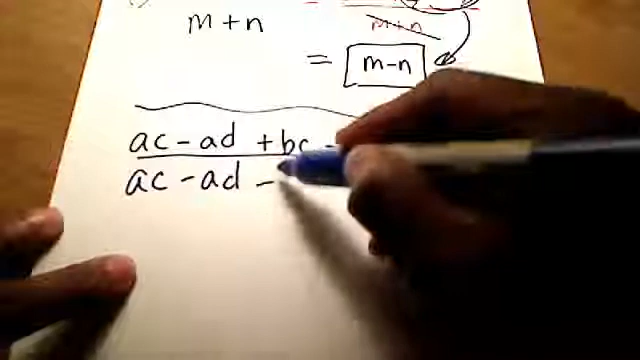 m+n
m+n
= m-n
ac - ad + bc -
ac - ad -